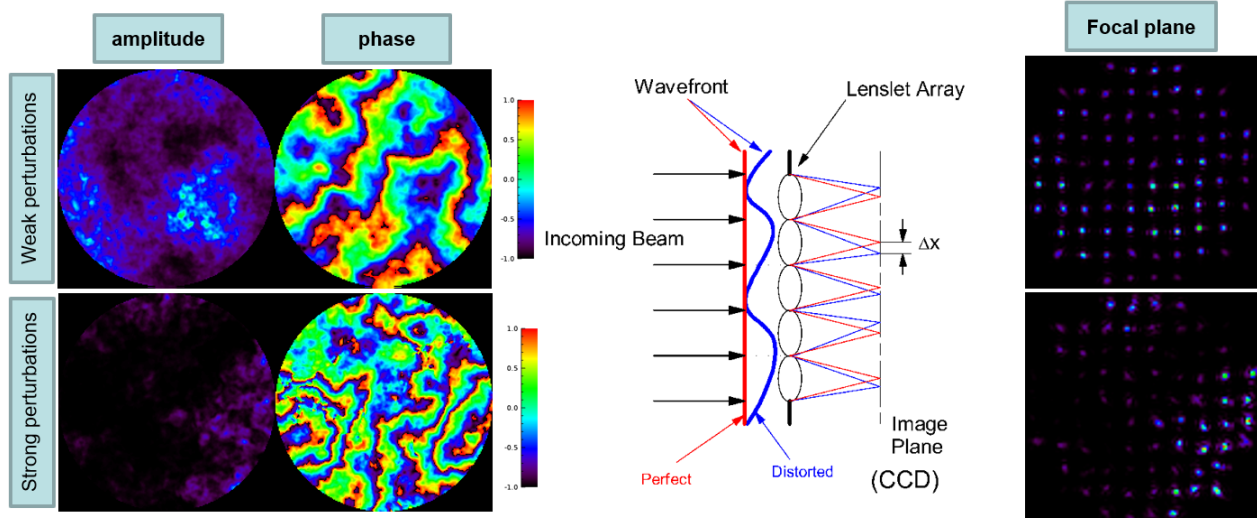 amplitude
phase
Focal plane
Weak perturbations
Strong perturbations
1.0
0.5
0.0
-0.5
-1.0
1.0
0.5
0.0
-0.5
-1.0
Wavefront
Lenslet Array
Incoming Beam
Δx
Perfect
Distorted
Image
Plane
(CCD)